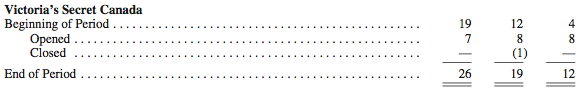 Victoria's Secret Canada
Beginning of Period . . . . . . . . . . . . . . . . . . . . . . . . . . . . . . . . . . . . . . . . . . . . . . . . . . . . . . 19 12 4
Opened . . . . . . . . . . . . . . . . . . . . . . . . . . . . . . . . . . . . . . . . . . . . . . . . . . . . . . . . . . . . 7 8 8
Closed . . . . . . . . . . . . . . . . . . . . . . . . . . . . . . . . . . . . . . . . . . . . . . . . . . . . . . . . . . . . — (1) —
End of Period . . . . . . . . . . . . . . . . . . . . . . . . . . . . . . . . . . . . . . . . . . . . . . . . . . . . . . . . . . . 26 19 12